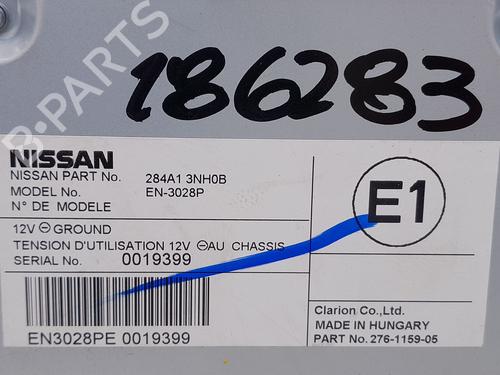 186283
B-PARTS
NISSAN
NISSAN PART No. 284A1 3NH0B
MODEL No. EN-3028P
N° DE MODELE
12V ⊖ GROUND
TENSION D'UTILISATION 12V ⊖AU CHASSIS
SERIAL No. 0019399
EN3028PE 0019399
E1
Clarion Co.,Ltd.
MADE IN HUNGARY
PART No. 276-1159-05